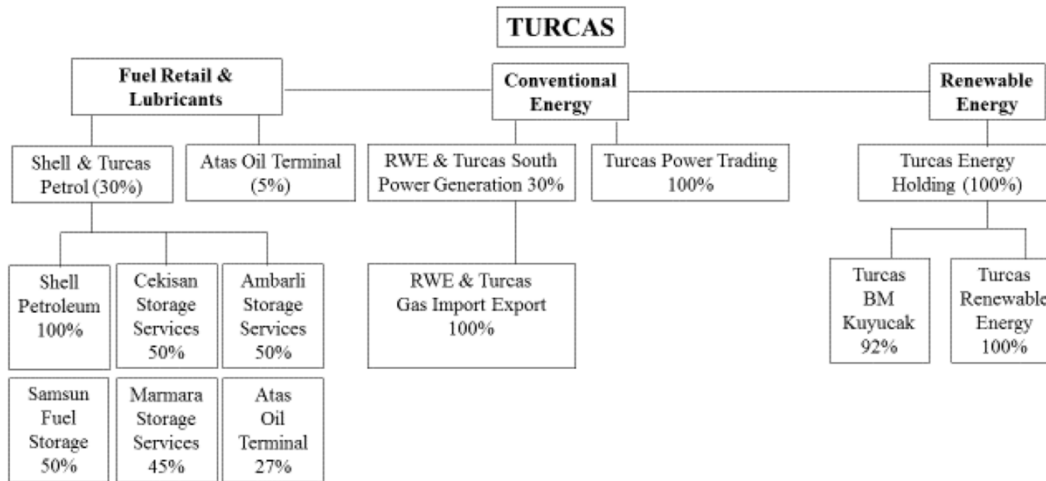 TURCAS
Fuel Retail &
Lubricants
Conventional
Energy
Renewable
Energy
Shell & Turcas
Petrol (30%)
Atas Oil Terminal
(5%)
RWE & Turcas South
Power Generation 30%
Turcas Power Trading
100%
Turcas Energy
Holding (100%)
Shell
Petroleum
100%
Cekisan
Storage
Services
50%
Ambarli
Storage
Services
50%
RWE & Turcas
Gas Import Export
100%
Turcas
BM
Kuyucak
92%
Turcas
Renewable
Energy
100%
Samsun
Fuel
Storage
50%
Marmara
Storage
Services
45%
Atas
Oil
Terminal
27%